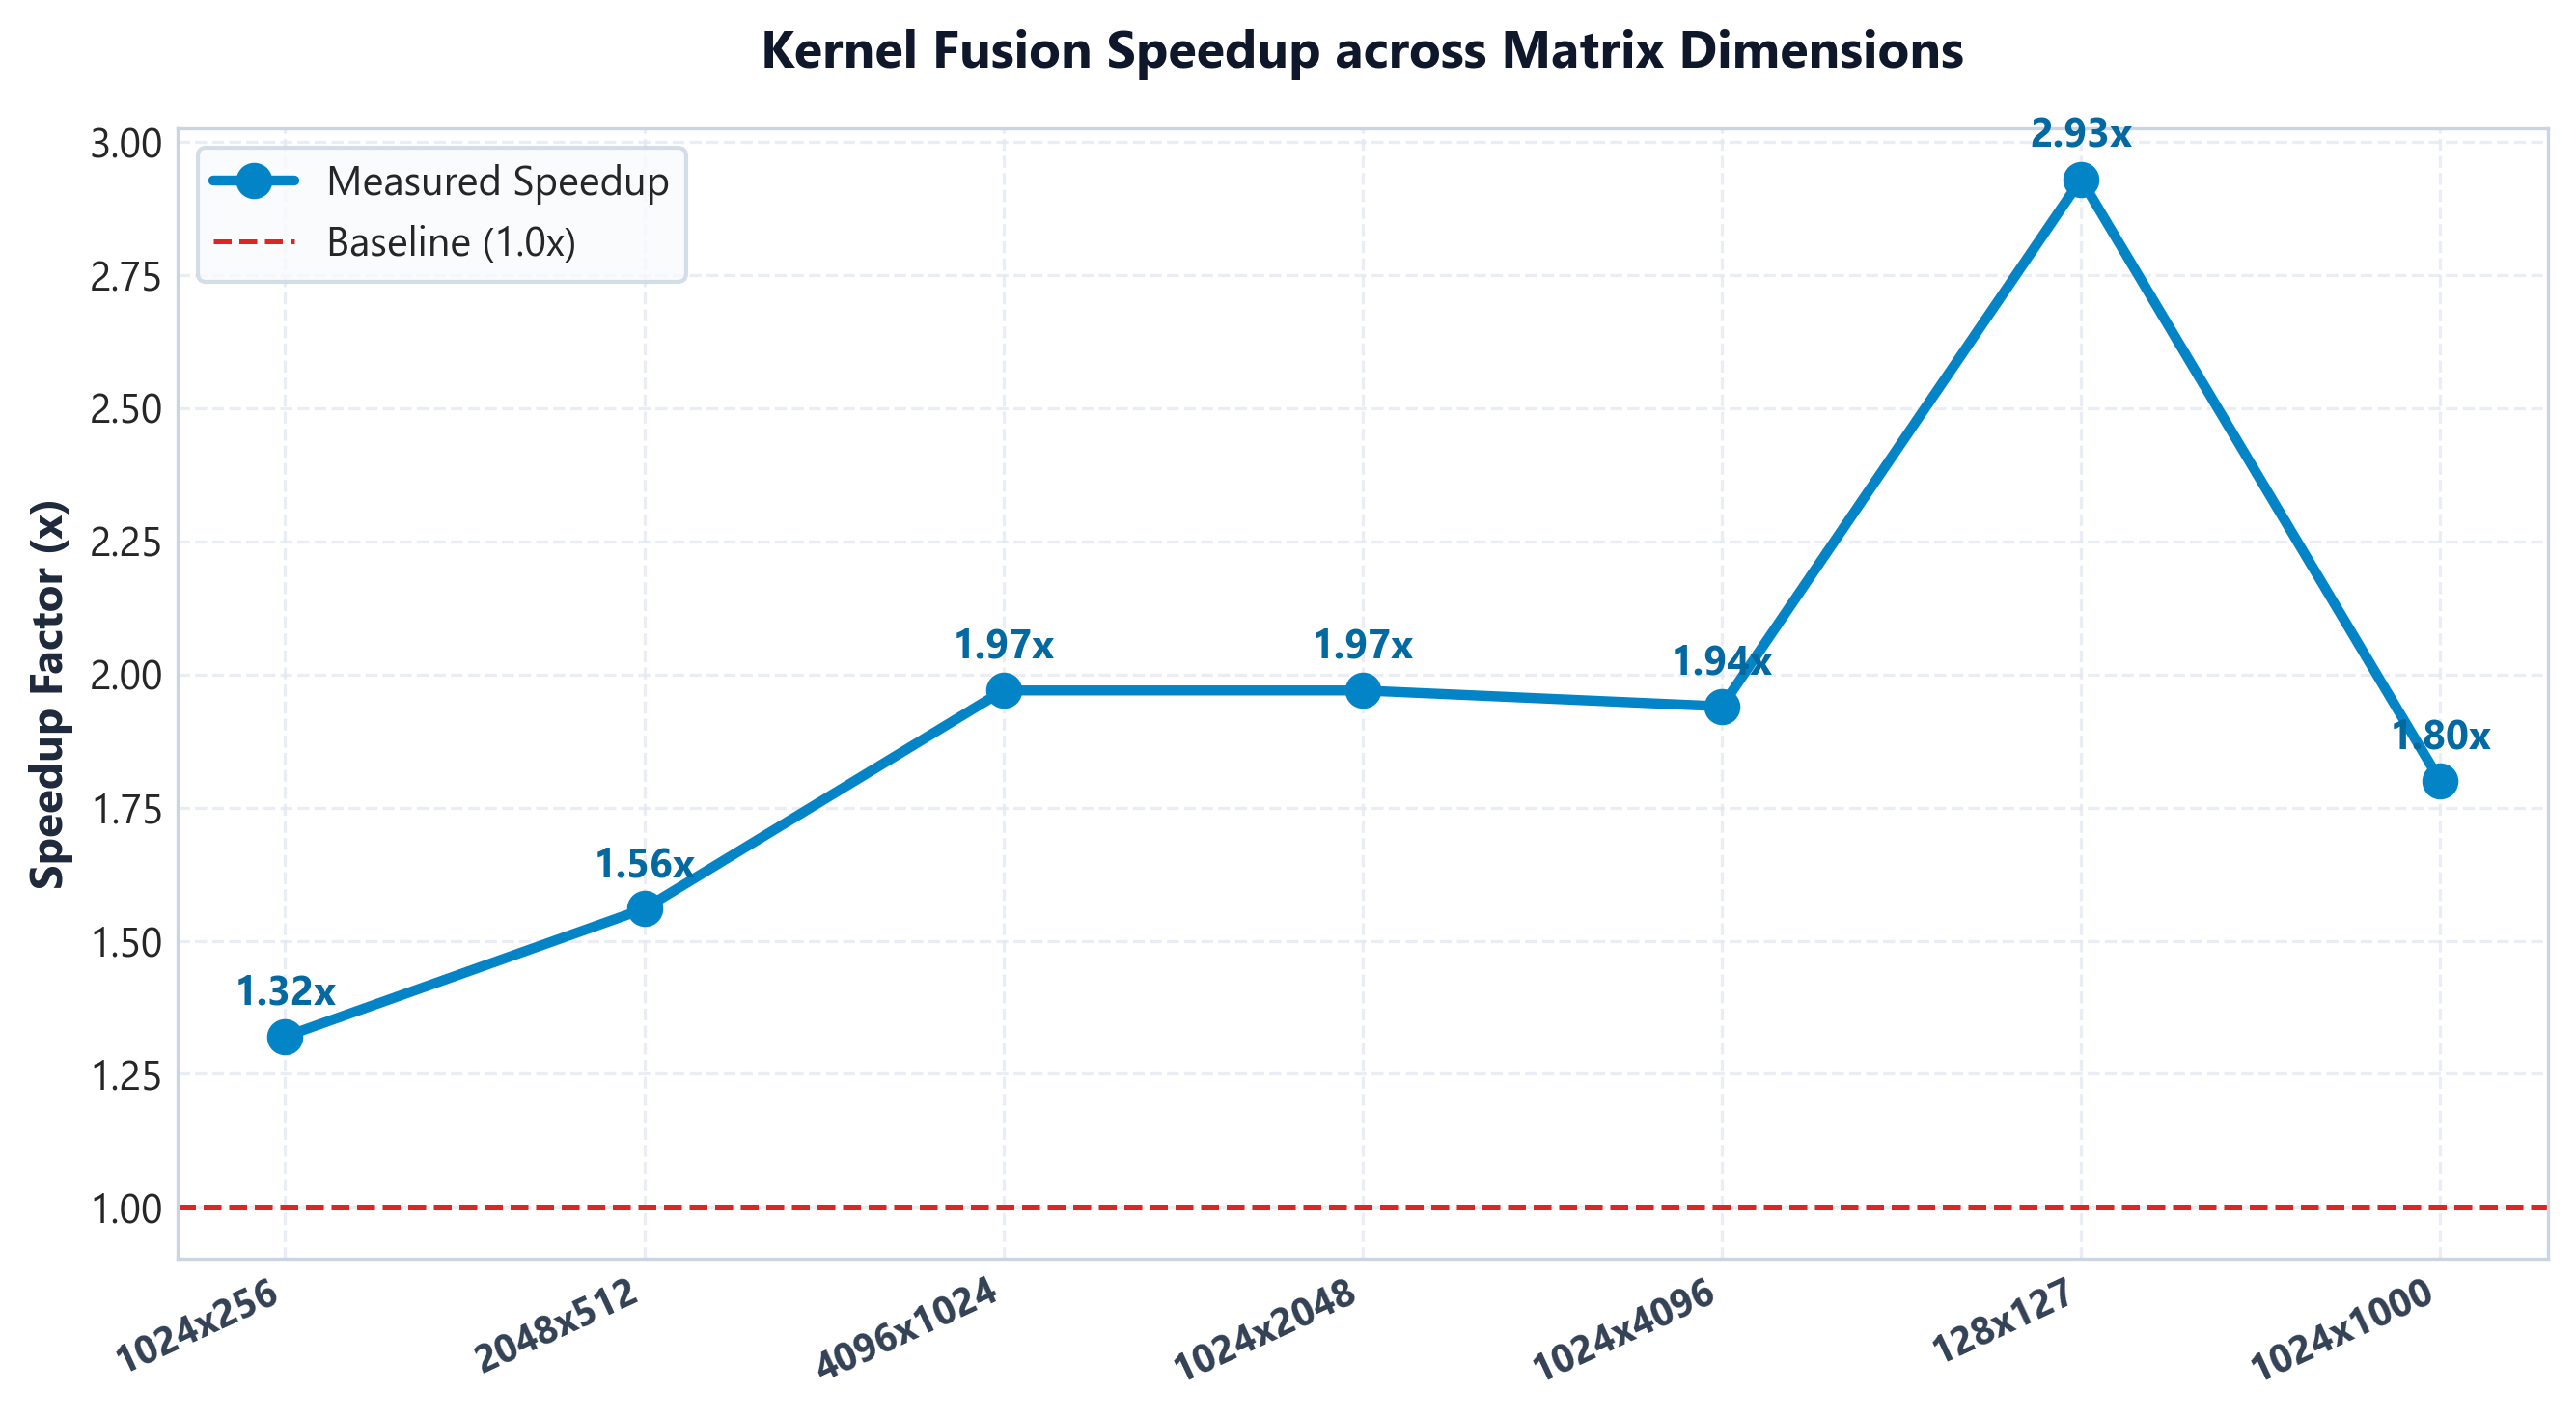 Kernel Fusion Speedup across Matrix Dimensions
Speedup Factor (x)
3.00
2.75
2.50
2.25
2.00
1.75
1.50
1.25
1.00
Measured Speedup
Baseline (1.0x)
1.32x
1.56x
1.97x
1.97x
1.94x
2.93x
1.80x
1024x256
2048x512
4096x1024
1024x2048
1024x4096
128x127
1024x1000